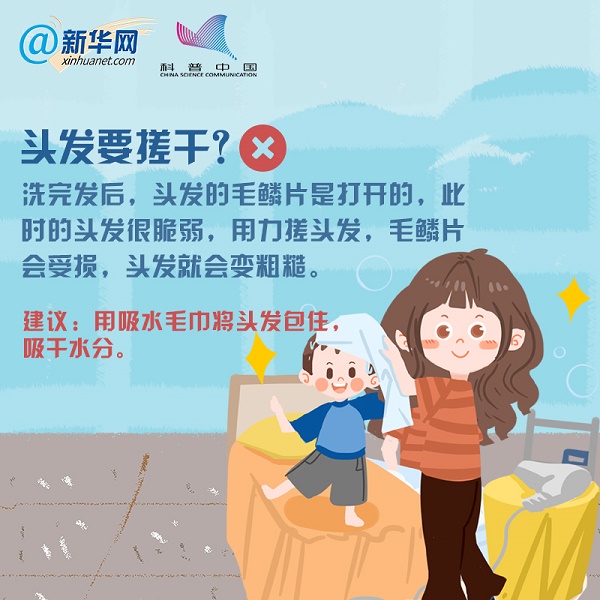 @新华网
xinhuanet.com
科普中国
CHINA SCIENCE COMMUNICATION
头发要搓干?
洗完发后，头发的毛鳞片是打开的，此
时的头发很脆弱，用力搓头发，毛鳞片
会受损，头发就会变粗糙。
建议：用吸水毛巾将头发包住，
吸干水分。